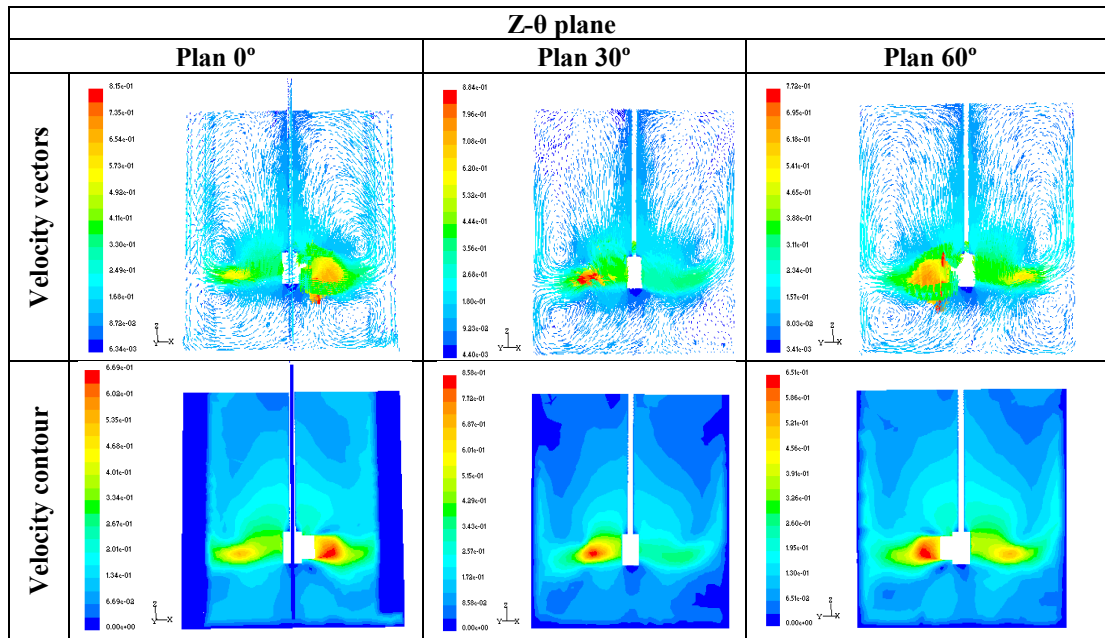 Z-θ plane
Plan 0º
Plan 30º
Plan 60º
Velocity vectors
8.15e-01
7.35e-01
6.54e-01
5.73e-01
4.92e-01
4.11e-01
3.30e-01
2.49e-01
1.68e-01
8.72e-02
6.34e-03
Z
Y X
8.84e-01
7.96e-01
7.08e-01
6.20e-01
5.32e-01
4.44e-01
3.56e-01
2.68e-01
1.80e-01
9.23e-02
4.40e-03
Z
Y X
7.72e-01
6.95e-01
6.18e-01
5.41e-01
4.65e-01
3.88e-01
3.11e-01
2.34e-01
1.57e-01
8.03e-02
3.41e-03
Z
Y X
Velocity contour
6.69e-01
6.02e-01
5.35e-01
4.68e-01
4.01e-01
3.34e-01
2.67e-01
2.01e-01
1.34e-01
6.69e-02
0.00e+00
Z
Y X
8.58e-01
7.72e-01
6.87e-01
6.01e-01
5.15e-01
4.29e-01
3.43e-01
2.57e-01
1.72e-01
8.58e-02
0.00e+00
Z
Y X
6.51e-01
5.86e-01
5.21e-01
4.56e-01
3.91e-01
3.26e-01
2.60e-01
1.95e-01
1.30e-01
6.51e-02
0.00e+00
Z
Y X